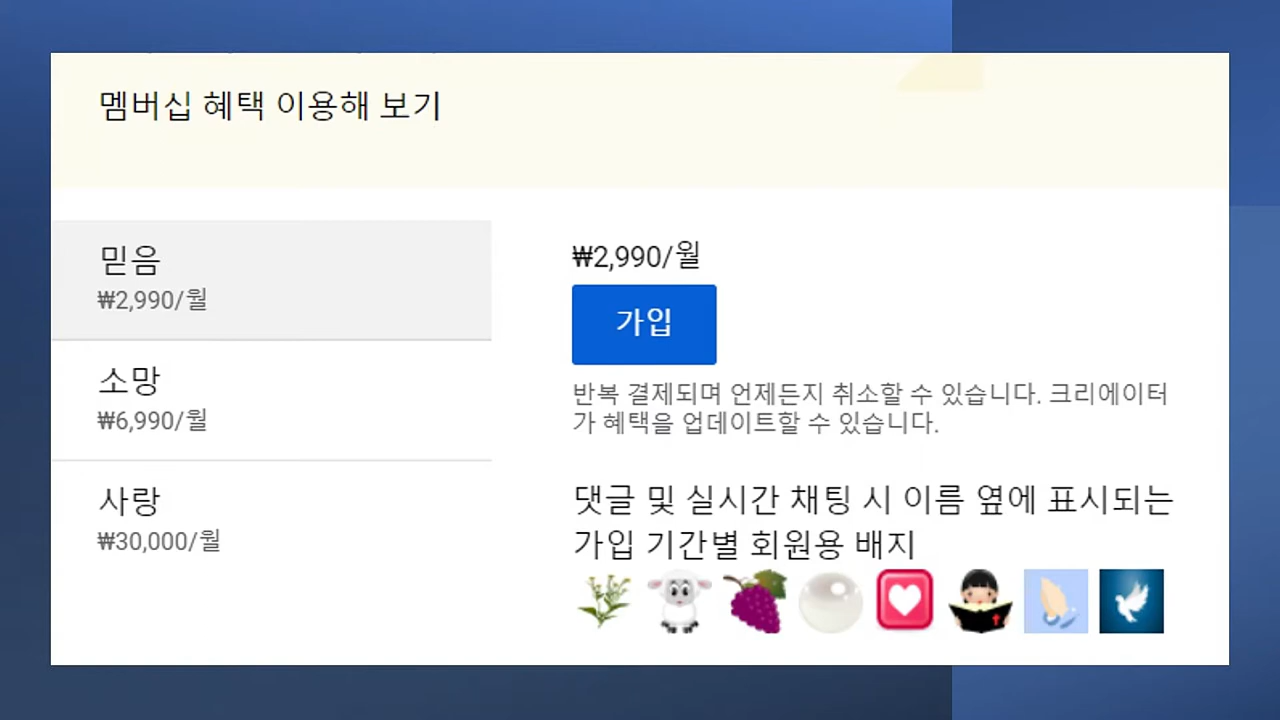 멤버십 혜택 이용해 보기
믿음
₩2,990/월
소망
₩6,990/월
사랑
₩30,000/월
₩2,990/월
가입
반복 결제되며 언제든지 취소할 수 있습니다. 크리에이터
가 혜택을 업데이트할 수 있습니다.
댓글 및 실시간 채팅 시 이름 옆에 표시되는
가입 기간별 회원용 배지